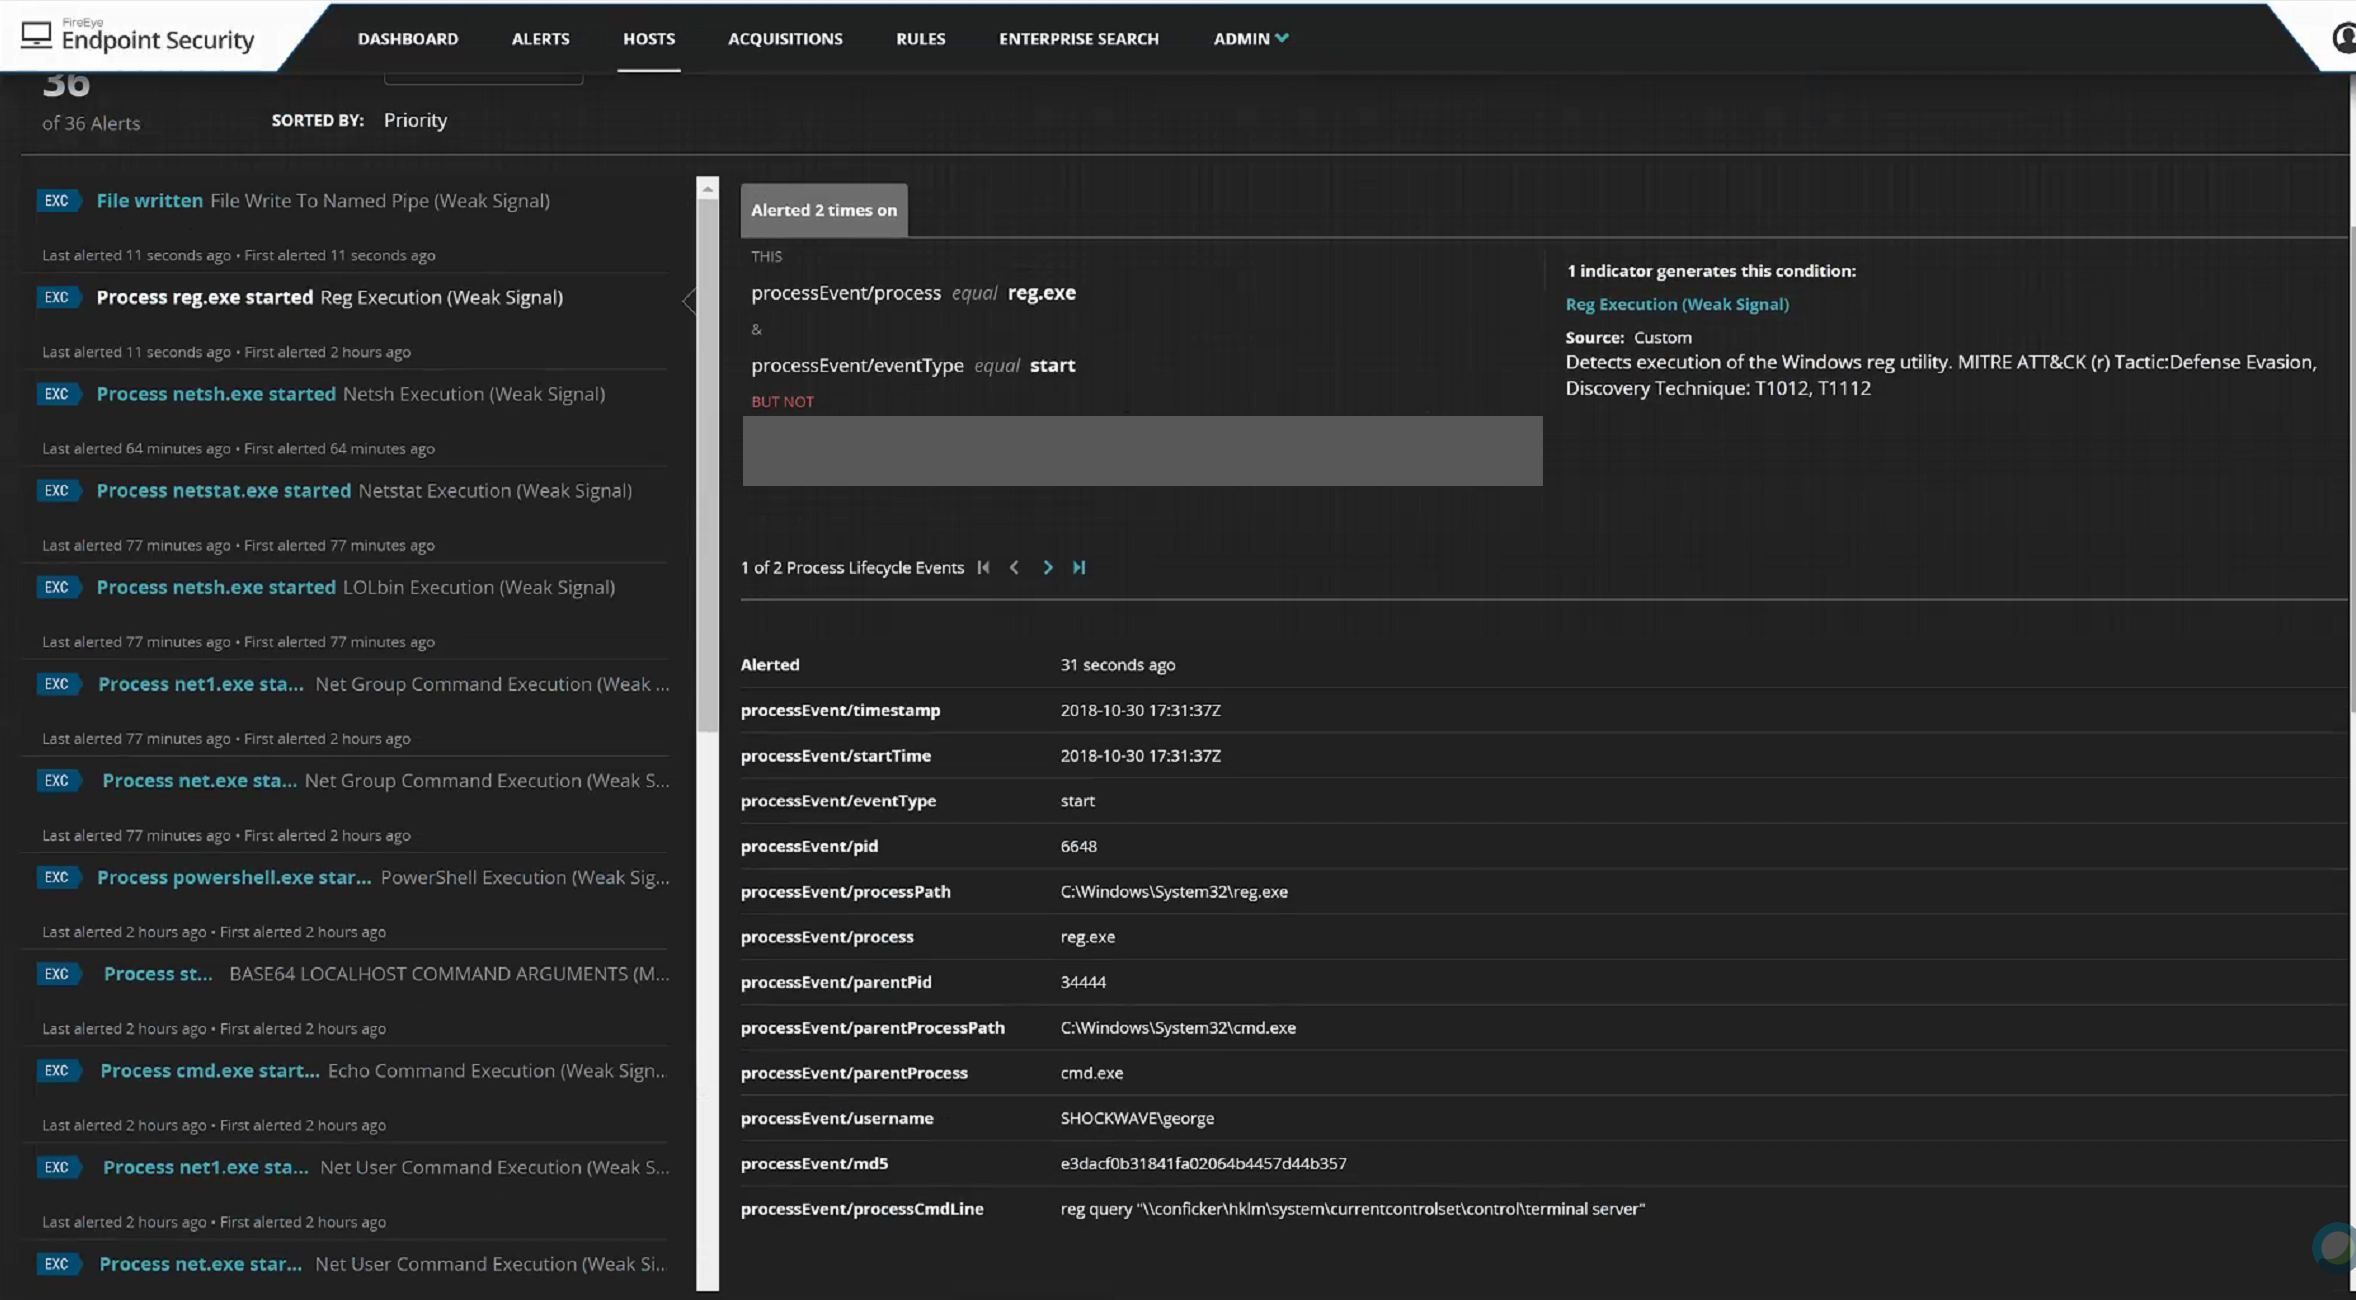 FireEye
Endpoint Security
DASHBOARD
ALERTS
HOSTS
ACQUISITIONS
RULES
ENTERPRISE SEARCH
ADMIN
36
of 36 Alerts
SORTED BY: Priority
EXC File written File Write To Named Pipe (Weak Signal)
Last alerted 11 seconds ago • First alerted 11 seconds ago
EXC Process reg.exe started Reg Execution (Weak Signal)
Last alerted 11 seconds ago • First alerted 2 hours ago
EXC Process netsh.exe started Netsh Execution (Weak Signal)
Last alerted 64 minutes ago • First alerted 64 minutes ago
EXC Process netstat.exe started Netstat Execution (Weak Signal)
Last alerted 77 minutes ago • First alerted 77 minutes ago
EXC Process netsh.exe started LOLbin Execution (Weak Signal)
Last alerted 77 minutes ago • First alerted 77 minutes ago
EXC Process net1.exe sta... Net Group Command Execution (Weak ...
Last alerted 77 minutes ago • First alerted 2 hours ago
EXC Process net.exe sta... Net Group Command Execution (Weak S...
Last alerted 77 minutes ago • First alerted 2 hours ago
EXC Process powershell.exe star... PowerShell Execution (Weak Sig...
Last alerted 2 hours ago • First alerted 2 hours ago
EXC Process st... BASE64 LOCALHOST COMMAND ARGUMENTS (M...
Last alerted 2 hours ago • First alerted 2 hours ago
EXC Process cmd.exe start... Echo Command Execution (Weak Sign...
Last alerted 2 hours ago • First alerted 2 hours ago
EXC Process net1.exe sta... Net User Command Execution (Weak S...
Last alerted 2 hours ago • First alerted 2 hours ago
EXC Process net.exe star... Net User Command Execution (Weak Si...
Alerted 2 times on
THIS
processEvent/process equal reg.exe
&
processEvent/eventType equal start
BUT NOT
1 indicator generates this condition:
Reg Execution (Weak Signal)
Source: Custom
Detects execution of the Windows reg utility. MITRE ATT&CK (r) Tactic:Defense Evasion,
Discovery Technique: T1012, T1112
1 of 2 Process Lifecycle Events
Alerted 31 seconds ago
processEvent/timestamp 2018-10-30 17:31:37Z
processEvent/startTime 2018-10-30 17:31:37Z
processEvent/eventType start
processEvent/pid 6648
processEvent/processPath C:\Windows\System32\reg.exe
processEvent/process reg.exe
processEvent/parentPid 34444
processEvent/parentProcessPath C:\Windows\System32\cmd.exe
processEvent/parentProcess cmd.exe
processEvent/username SHOCKWAVE\george
processEvent/md5 e3dacf0b31841fa02064b4457d44b357
processEvent/processCmdLine reg query "\\conficker\hklm\system\currentcontrolset\control\terminal server"